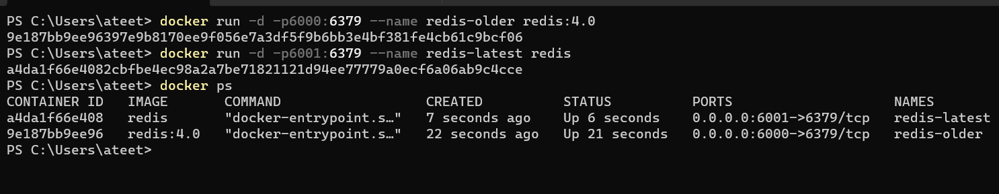 PS C:\Users\ateet> docker run -d -p6000:6379 --name redis-older redis:4.0
9e187bb9ee96397e9b8170ee9f056e7a3df5f9b6bb3e4bf381fe4cb61c9bcf06
PS C:\Users\ateet> docker run -d -p6001:6379 --name redis-latest redis
a4da1f66e4082cbfbe4ec98a2a7be71821121d94ee77779a0ecf6a06ab9c4cce
PS C:\Users\ateet> docker ps
CONTAINER ID   IMAGE       COMMAND                  CREATED          STATUS          PORTS                    NAMES
a4da1f66e408   redis       "docker-entrypoint.s…"   7 seconds ago    Up 6 seconds    0.0.0.0:6001->6379/tcp   redis-latest
9e187bb9ee96   redis:4.0   "docker-entrypoint.s…"   22 seconds ago   Up 21 seconds   0.0.0.0:6000->6379/tcp   redis-older
PS C:\Users\ateet>